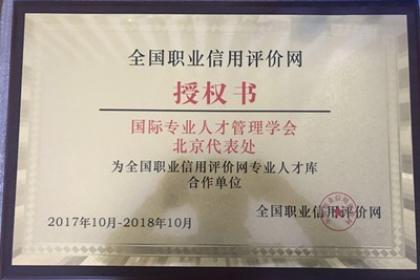 全国职业信用评价网
授权书
国际专业人才管理学会
北京代表处
为全国职业信用评价网专业人才库
合作单位
2017年10月-2018年10月
全国职业信用评价网